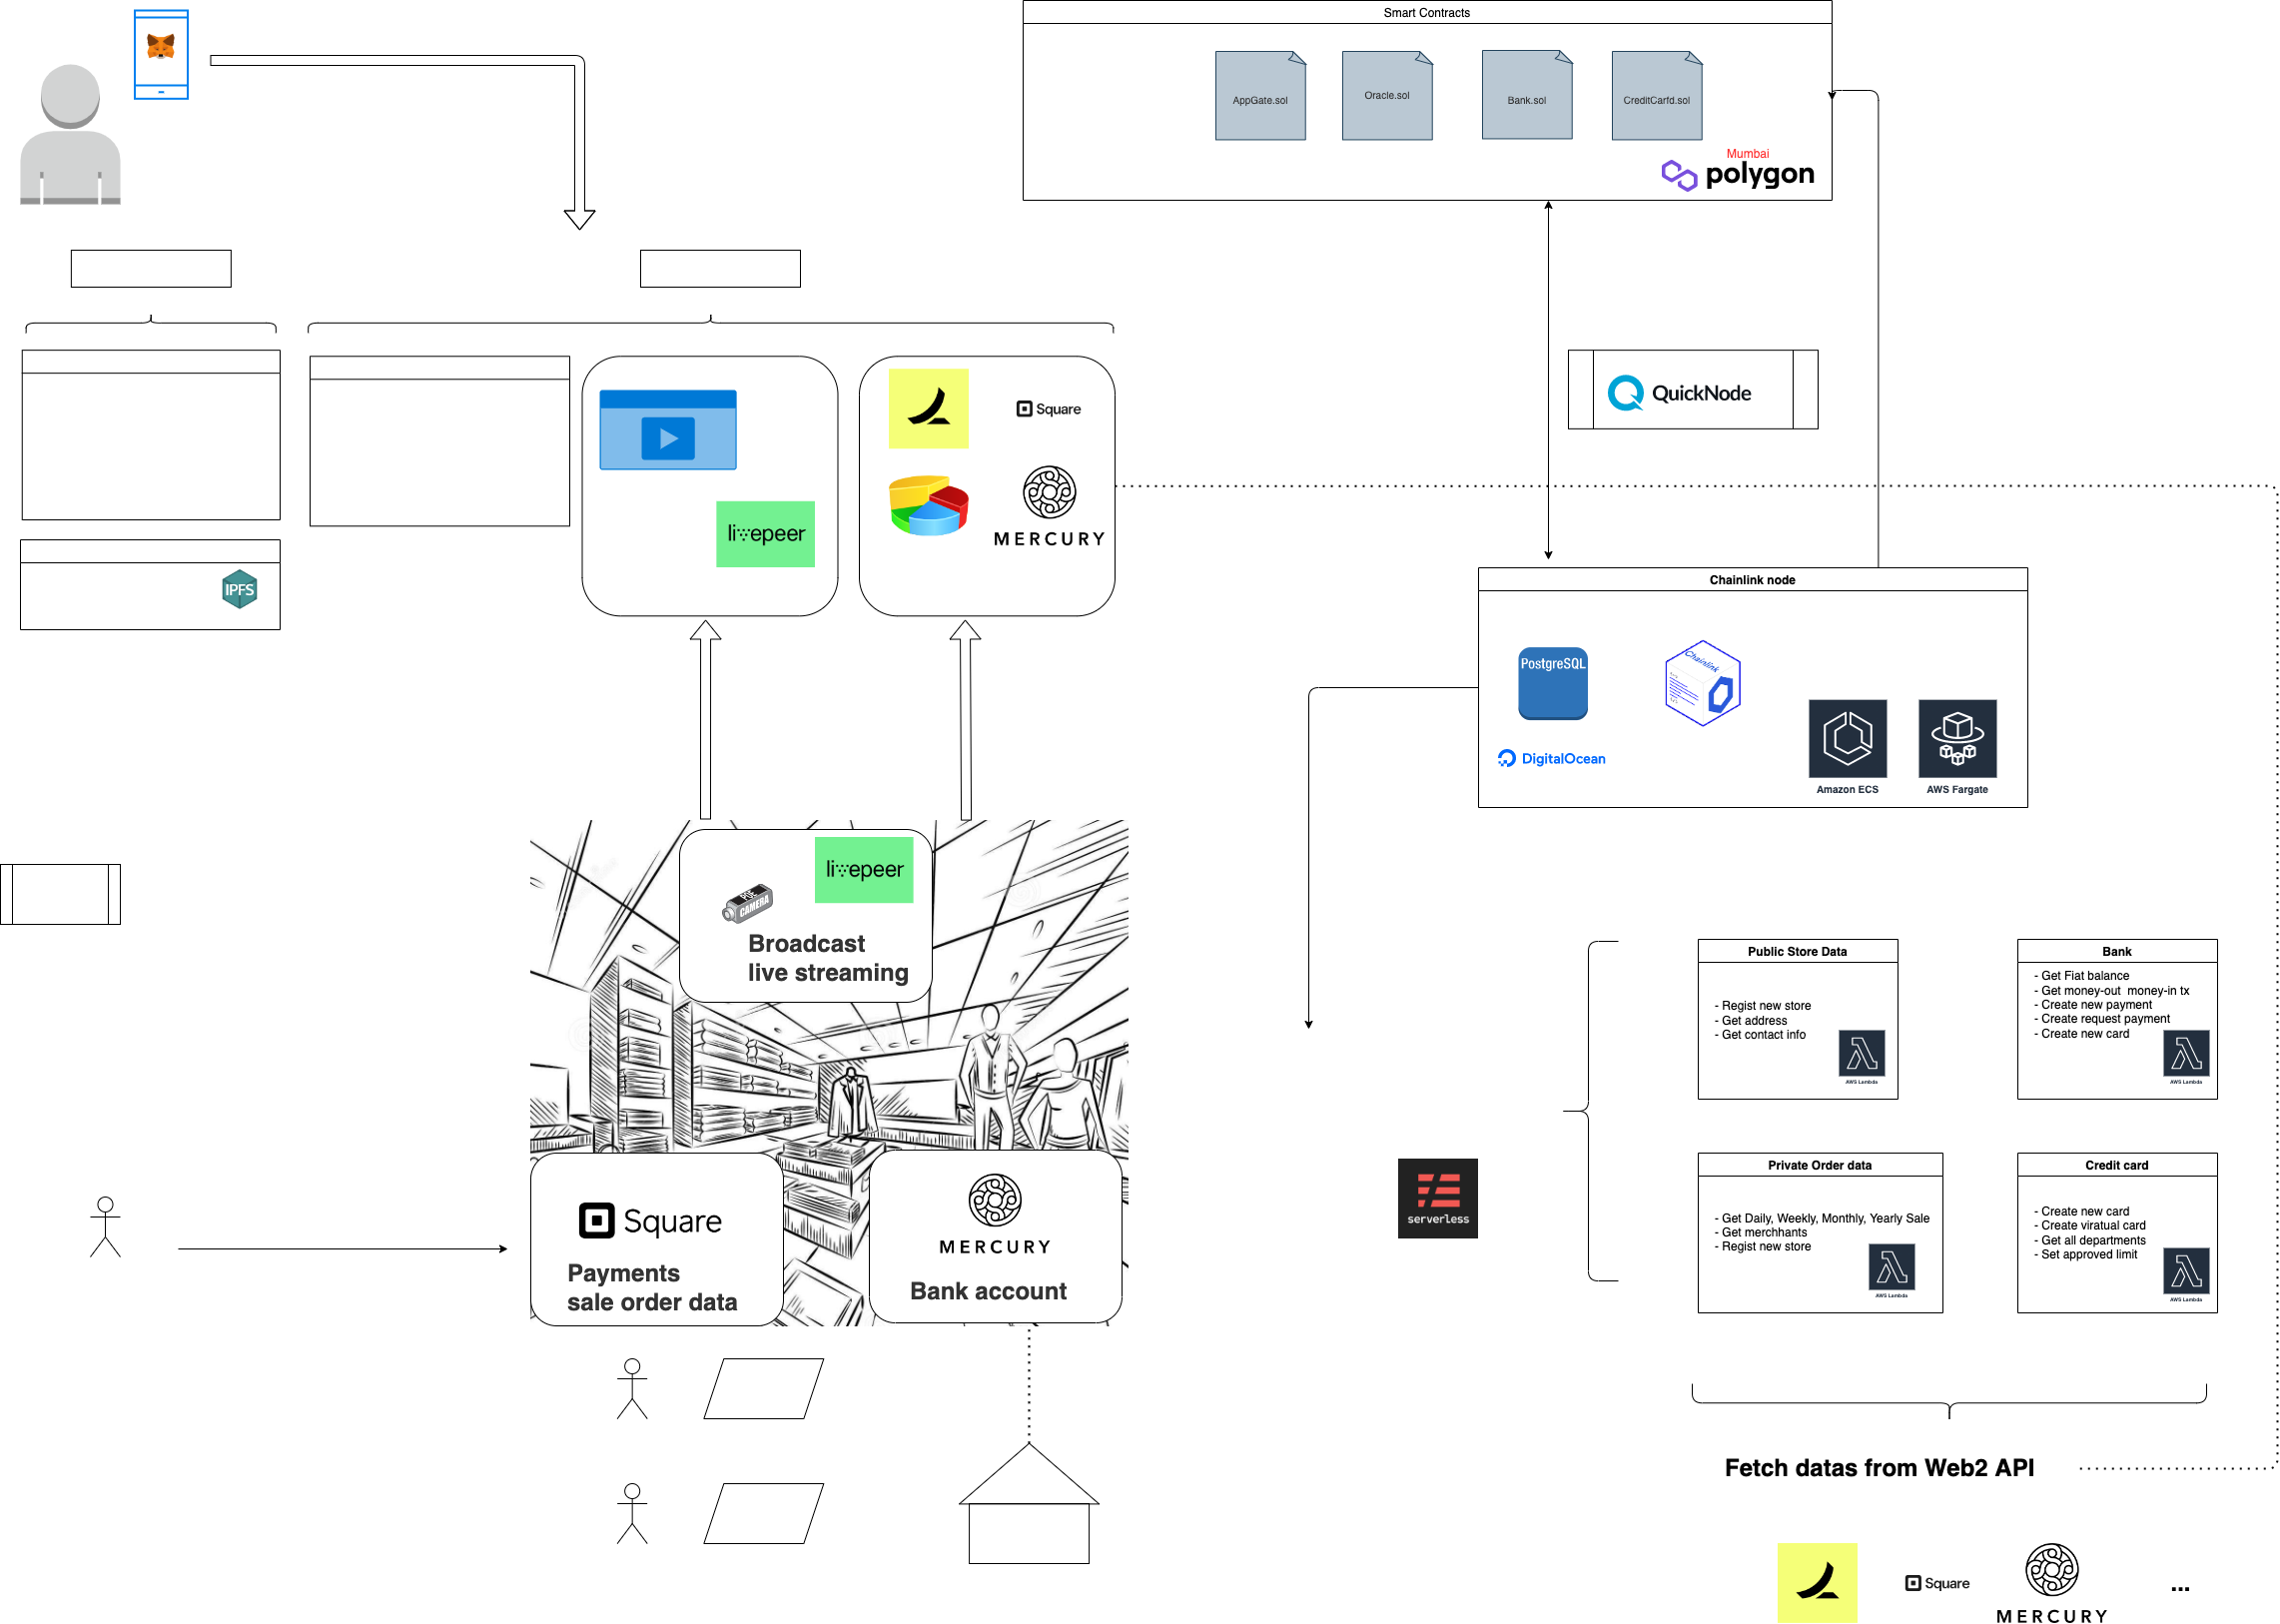 Smart Contracts
AppGate.sol
Oracle.sol
Bank.sol
CreditCarfd.sol
Mumbai
polygon
QuickNode
Square
livepeer
MERCURY
IPFS
Chainlink node
PostgreSQL
Chainlink
DigitalOcean
Amazon ECS
AWS Fargate
livepeer
CAMERA
Broadcast
live streaming
Public Store Data
- Regist new store
- Get address
- Get contact info
AWS Lambda
Bank
- Get Fiat balance
- Get money-out money-in tx
- Create new payment
- Create request payment
- Create new card
AWS Lambda
Square
Payments
sale order data
MERCURY
Bank account
serverless
Private Order data
- Get Daily, Weekly, Monthly, Yearly Sale
- Get merchhants
- Regist new store
AWS Lambda
Credit card
- Create new card
- Create viratual card
- Get all departments
- Set approved limit
AWS Lambda
Fetch datas from Web2 API
Square
MERCURY
...